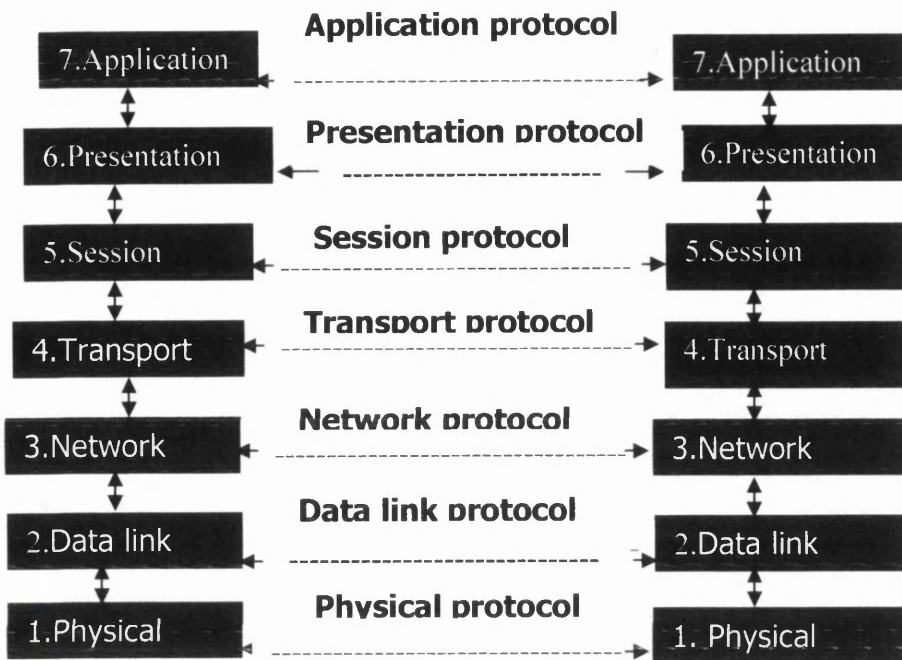 Application protocol
7.Application
7.Application
Presentation protocol
6.Presentation
6.Presentation
Session protocol
5.Session
5.Session
Transport protocol
4.Transport
4.Transport
Network protocol
3.Network
3.Network
Data link protocol
2.Data link
2.Data link
Physical protocol
1.Physical
1. Physical